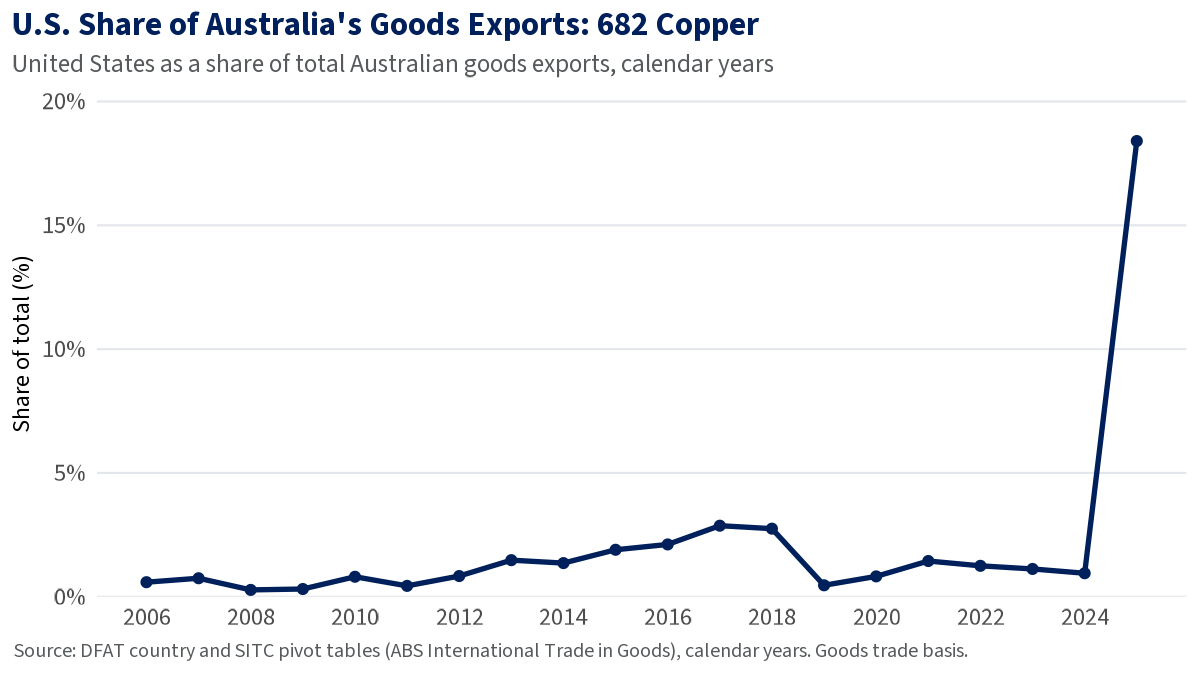 U.S. Share of Australia's Goods Exports: 682 Copper
United States as a share of total Australian goods exports, calendar years
20%
15%
10%
5%
0%
Share of total (%)
2006 2008 2010 2012 2014 2016 2018 2020 2022 2024
Source: DFAT country and SITC pivot tables (ABS International Trade in Goods), calendar years. Goods trade basis.